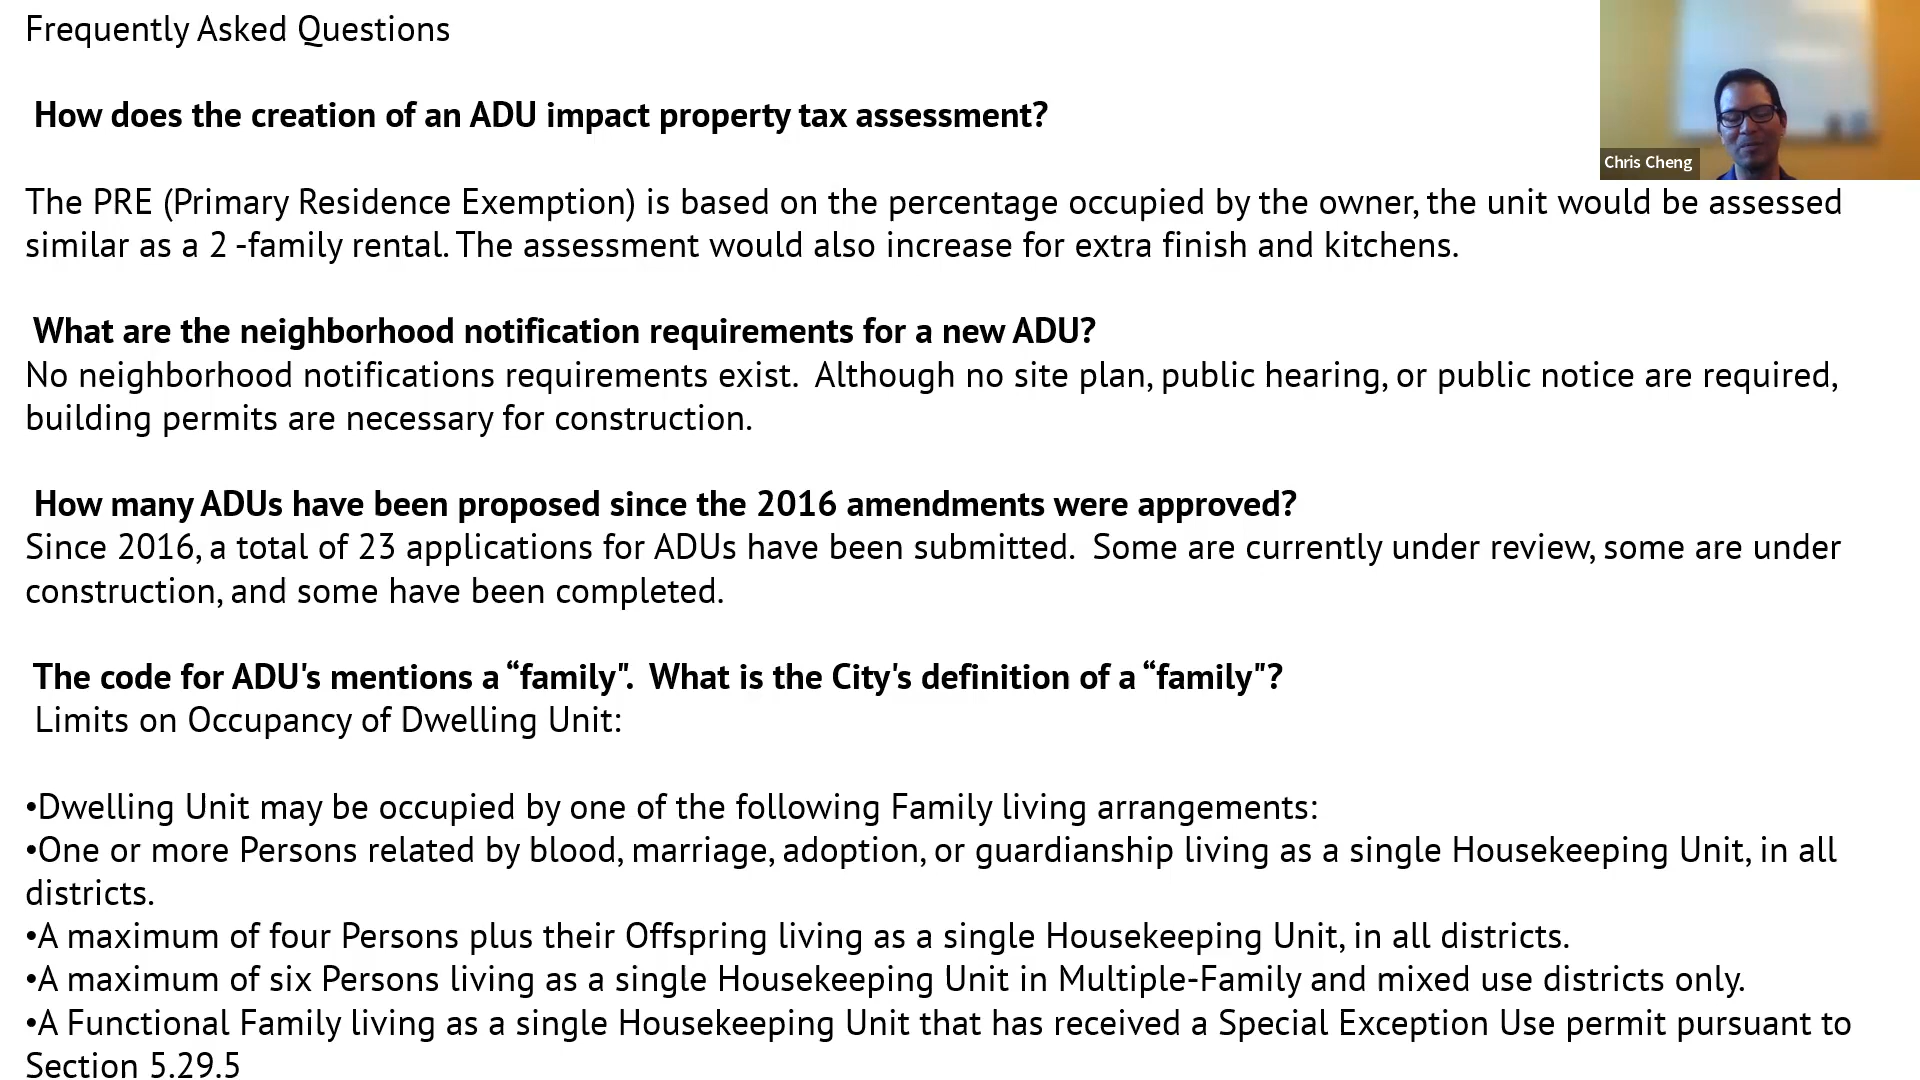 Frequently Asked Questions
How does the creation of an ADU impact property tax assessment?
Chris Cheng
The PRE (Primary Residence Exemption) is based on the percentage occupied by the owner, the unit would be assessed
similar as a 2 -family rental. The assessment would also increase for extra finish and kitchens.
What are the neighborhood notification requirements for a new ADU?
No neighborhood notifications requirements exist.  Although no site plan, public hearing, or public notice are required,
building permits are necessary for construction.
How many ADUs have been proposed since the 2016 amendments were approved?
Since 2016, a total of 23 applications for ADUs have been submitted.  Some are currently under review, some are under
construction, and some have been completed.
The code for ADU's mentions a “family".  What is the City's definition of a “family"?
Limits on Occupancy of Dwelling Unit:
•Dwelling Unit may be occupied by one of the following Family living arrangements:
•One or more Persons related by blood, marriage, adoption, or guardianship living as a single Housekeeping Unit, in all
districts.
•A maximum of four Persons plus their Offspring living as a single Housekeeping Unit, in all districts.
•A maximum of six Persons living as a single Housekeeping Unit in Multiple-Family and mixed use districts only.
•A Functional Family living as a single Housekeeping Unit that has received a Special Exception Use permit pursuant to
Section 5.29.5